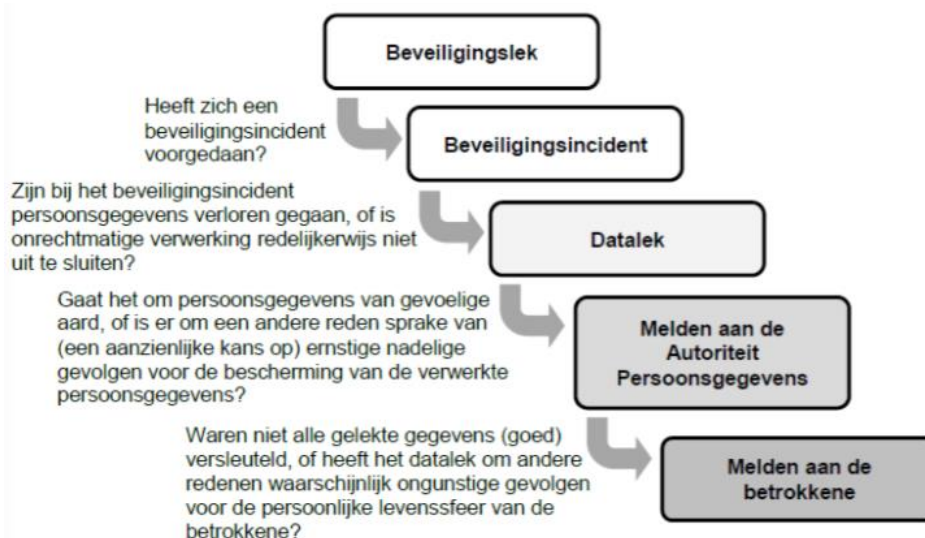 Beveiligingslek
Heeft zich een
beveiligingsincident
voorgedaan?
Beveiligingsincident
Zijn bij het beveiligingsincident
persoonsgegevens verloren gegaan, of is
onrechtmatige verwerking redelijkerwijs niet
uit te sluiten?
Datalek
Gaat het om persoonsgegevens van gevoelige
aard, of is er om een andere reden sprake van
(een aanzienlijke kans op) ernstige nadelige
gevolgen voor de bescherming van de verwerkte
persoonsgegevens?
Melden aan de
Autoriteit
Persoonsgegevens
Waren niet alle gelekte gegevens (goed)
versleuteld, of heeft het datalek om andere
redenen waarschijnlijk ongunstige gevolgen
voor de persoonlijke levenssfeer van de
betrokkene?
Melden aan de
betrokkene